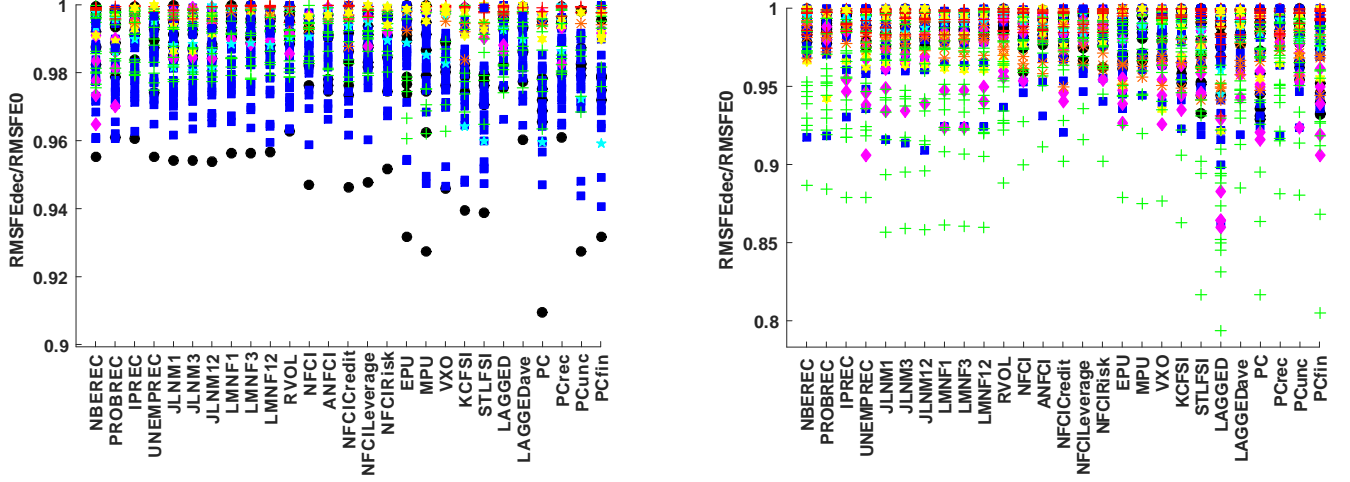 RMSFEdec/RMSFE0
1
0.98
0.96
0.94
0.92
0.9
NBEREC
PROBREC
IPREC
UNEMPREC
JLNM1
JLNM3
JLNM12
LMNF1
LMNF3
LMNF12
RVOL
NFCI
ANFCI
NFCICredit
NFCILeverage
NFCIRisk
EPU
MPU
VXO
KCFSI
STLFSI
LAGGED
LAGGEDave
PC
PCrec
PCunc
PCfin
RMSFEdec/RMSFE0
1
0.95
0.9
0.85
0.8
NBEREC
PROBREC
IPREC
UNEMPREC
JLNM1
JLNM3
JLNM12
LMNF1
LMNF3
LMNF12
RVOL
NFCI
ANFCI
NFCICredit
NFCILeverage
NFCIRisk
EPU
MPU
VXO
KCFSI
STLFSI
LAGGED
LAGGEDave
PC
PCrec
PCunc
PCfin